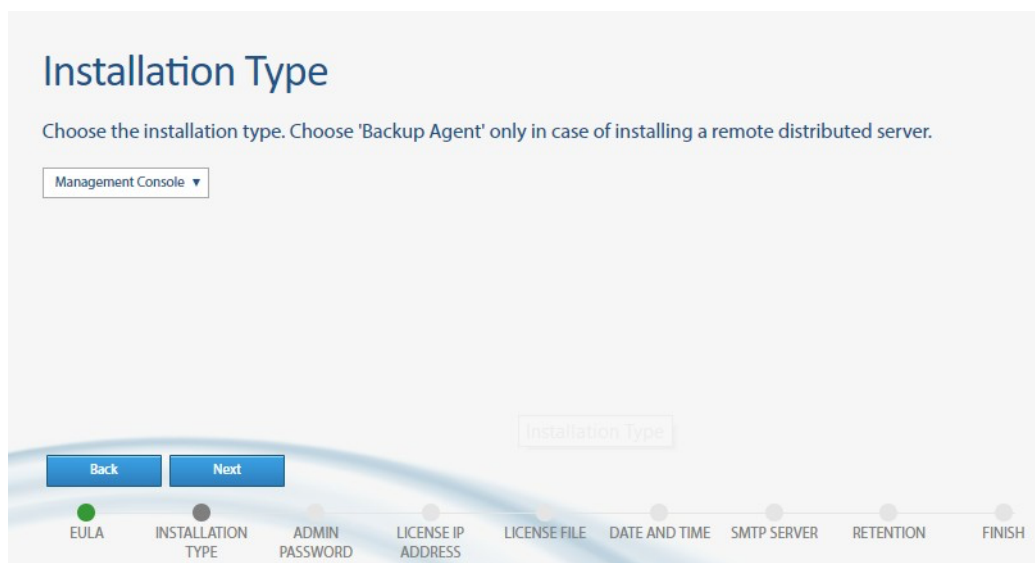 Installation Type
Choose the installation type. Choose 'Backup Agent' only in case of installing a remote distributed server.
Management Console
Installation Type
Back
Next
EULA
INSTALLATION
TYPE
ADMIN
PASSWORD
LICENSE IP
ADDRESS
LICENSE FILE
DATE AND TIME
SMTP SERVER
RETENTION
FINISH